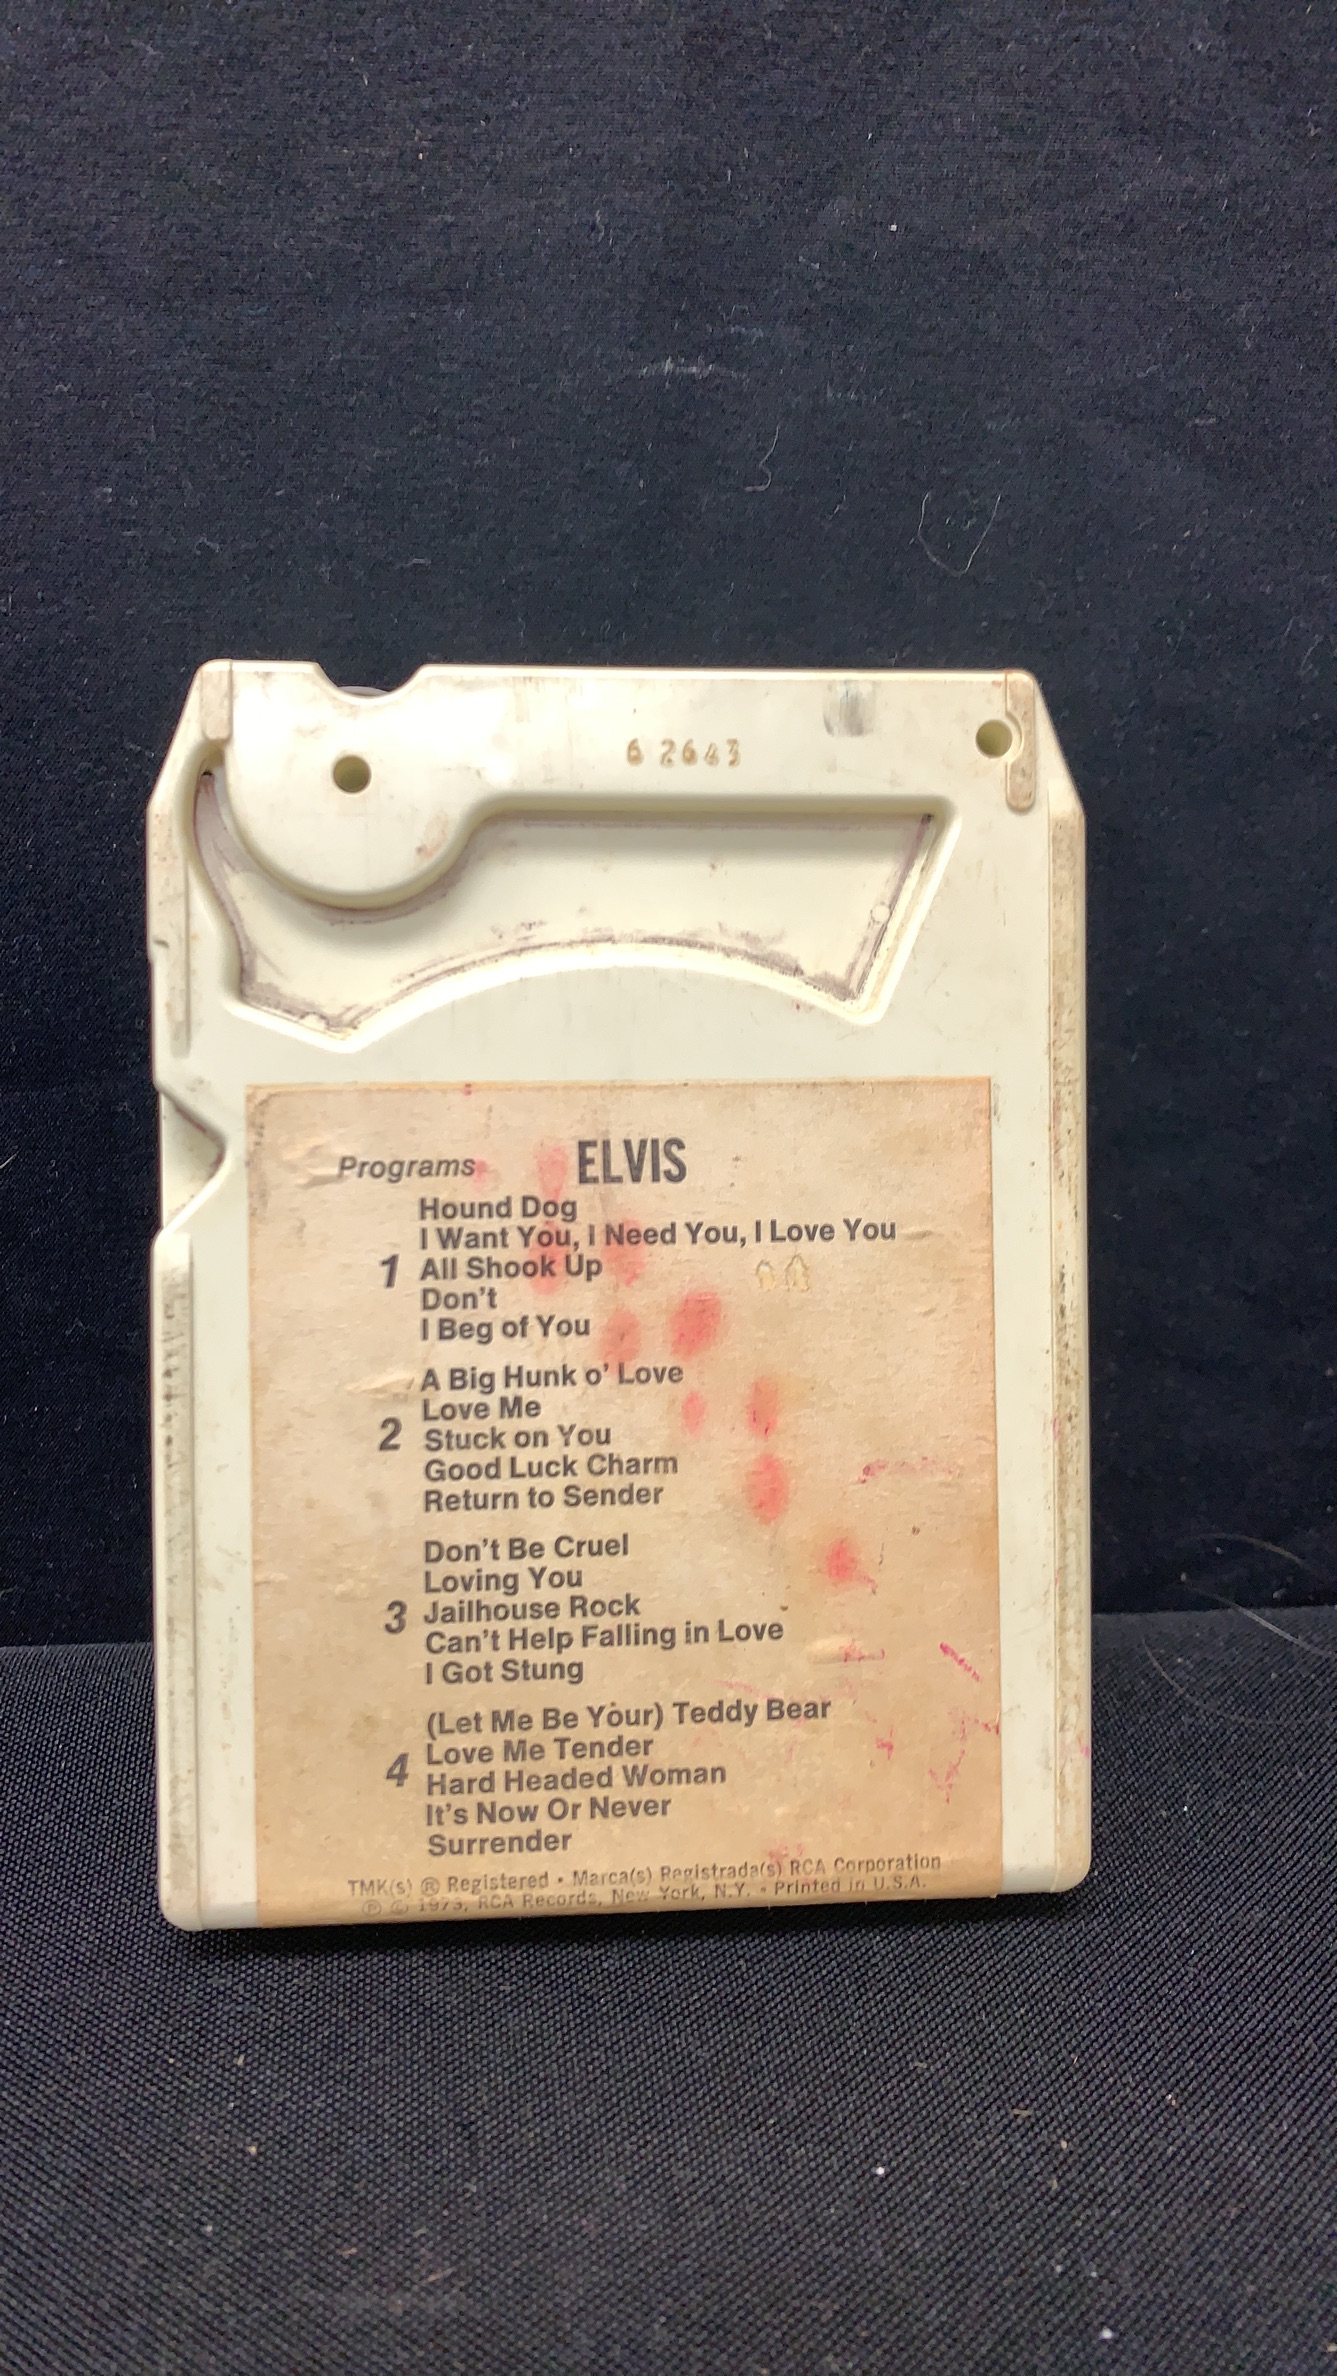 6 2643
Programs ELVIS
Hound Dog
I Want You, I Need You, I Love You
1 All Shook Up
Don't
I Beg of You
A Big Hunk o' Love
Love Me
2 Stuck on You
Good Luck Charm
Return to Sender
Don't Be Cruel
Loving You
3 Jailhouse Rock
Can't Help Falling in Love
I Got Stung
(Let Me Be Your) Teddy Bear
4 Love Me Tender
Hard Headed Woman
It's Now Or Never
Surrender
TMK(s) ® Registered • Marca(s) Registrada(s) RCA Corporation
℗ © 1973, RCA Records, New York, N.Y. • Printed in U.S.A.